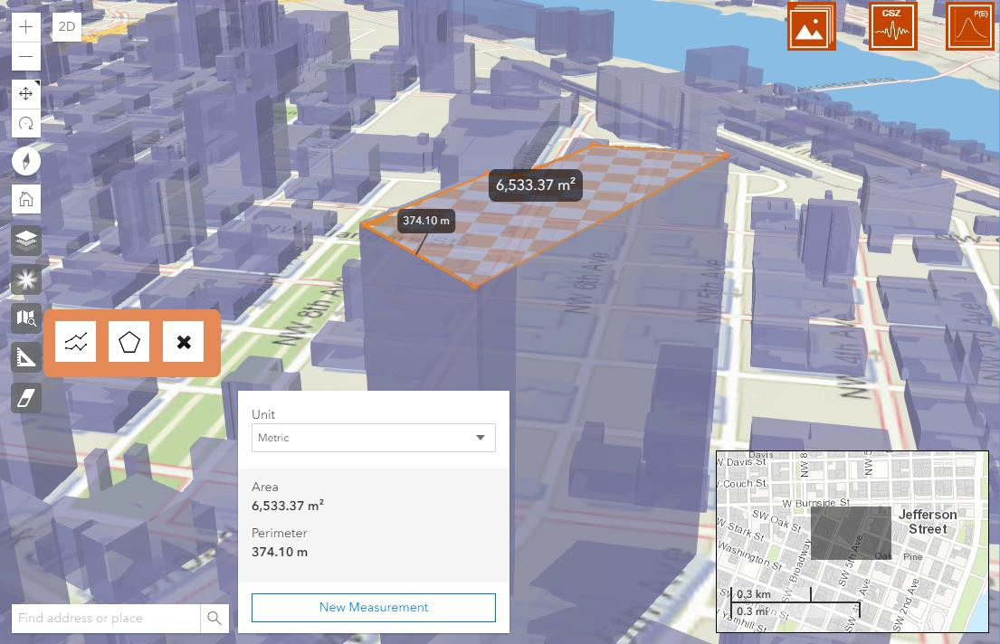 2D
CSZ
P(E)
6,533.37 m²
374.10 m
NW 8th Ave
NW 6th Ave
NW 5th Ave
NW 4th Ave
Unit
Metric
Area
6,533.37 m²
Perimeter
374.10 m
New Measurement
Find address or place
Davis
W Davis St
NW 8
NW 5
W Couch St
W Burnside St
SW Oak St
Jefferson
Street
W Stark St
Washington St
SW Broadway
SW 5th Ave
Oak
Pine
0.3 km
0.3 mi
SW 4th Ave
SW 2nd Ave
Yamhill St